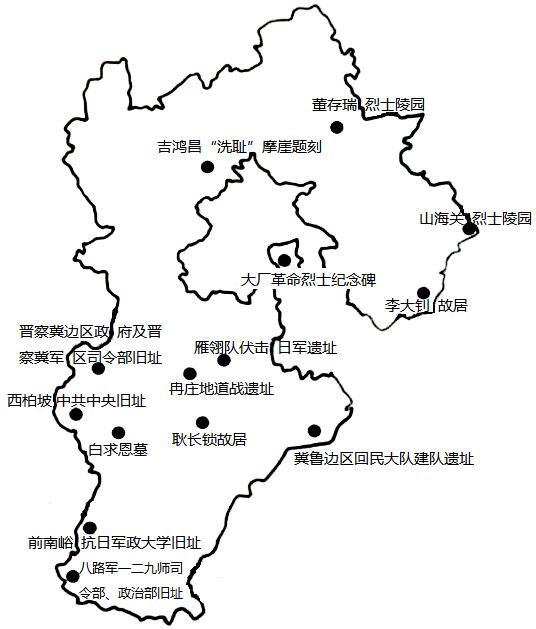 董存瑞 烈士陵园
吉鸿昌“洗耻”摩崖题刻
山海关 烈士陵园
大厂革命烈士纪念碑
李大钊 故居
晋察冀边区政 府及晋
察冀军 区司令部旧址
雁翎队伏击 日军遗址
冉庄地道战遗址
西柏坡 中共中央旧址
白求恩墓
耿长锁故居
冀鲁边区回民大队建队遗址
前南峪 抗日军政大学旧址
八路军一二九师司
令部、政治部旧址